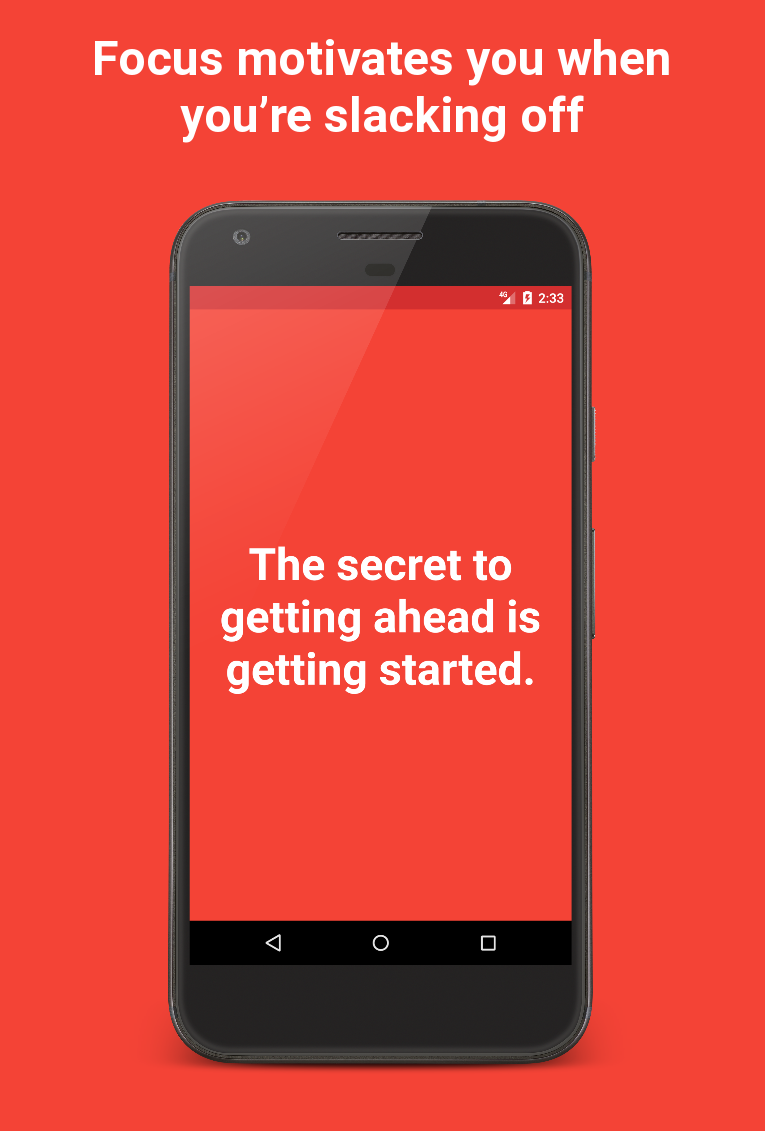 Focus motivates you when
you’re slacking off
4G 2:33
The secret to
getting ahead is
getting started.